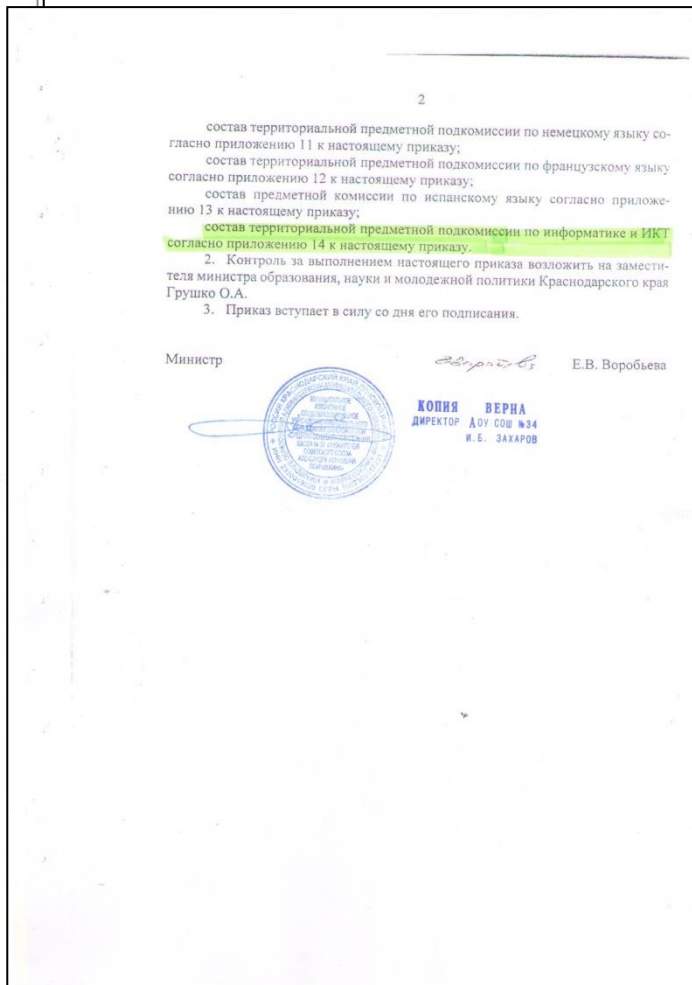 2
состав территориальной предметной подкомиссии по немецкому языку со-
гласно приложению 11 к настоящему приказу;
состав территориальной предметной подкомиссии по французскому языку
согласно приложению 12 к настоящему приказу;
состав предметной комиссии по испанскому языку согласно приложе-
нию 13 к настоящему приказу;
состав территориальной предметной подкомиссии по информатике и ИКТ
согласно приложению 14 к настоящему приказу.
2. Контроль за выполнением настоящего приказа возложить на замести-
теля министра образования, науки и молодежной политики Краснодарского края
Грушко О.А.
3. Приказ вступает в силу со дня его подписания.
Министр
Е.В. Воробьева
КОПИЯ ВЕРНА
ДИРЕКТОР АОУ СОШ №34
И.Б. ЗАХАРОВ